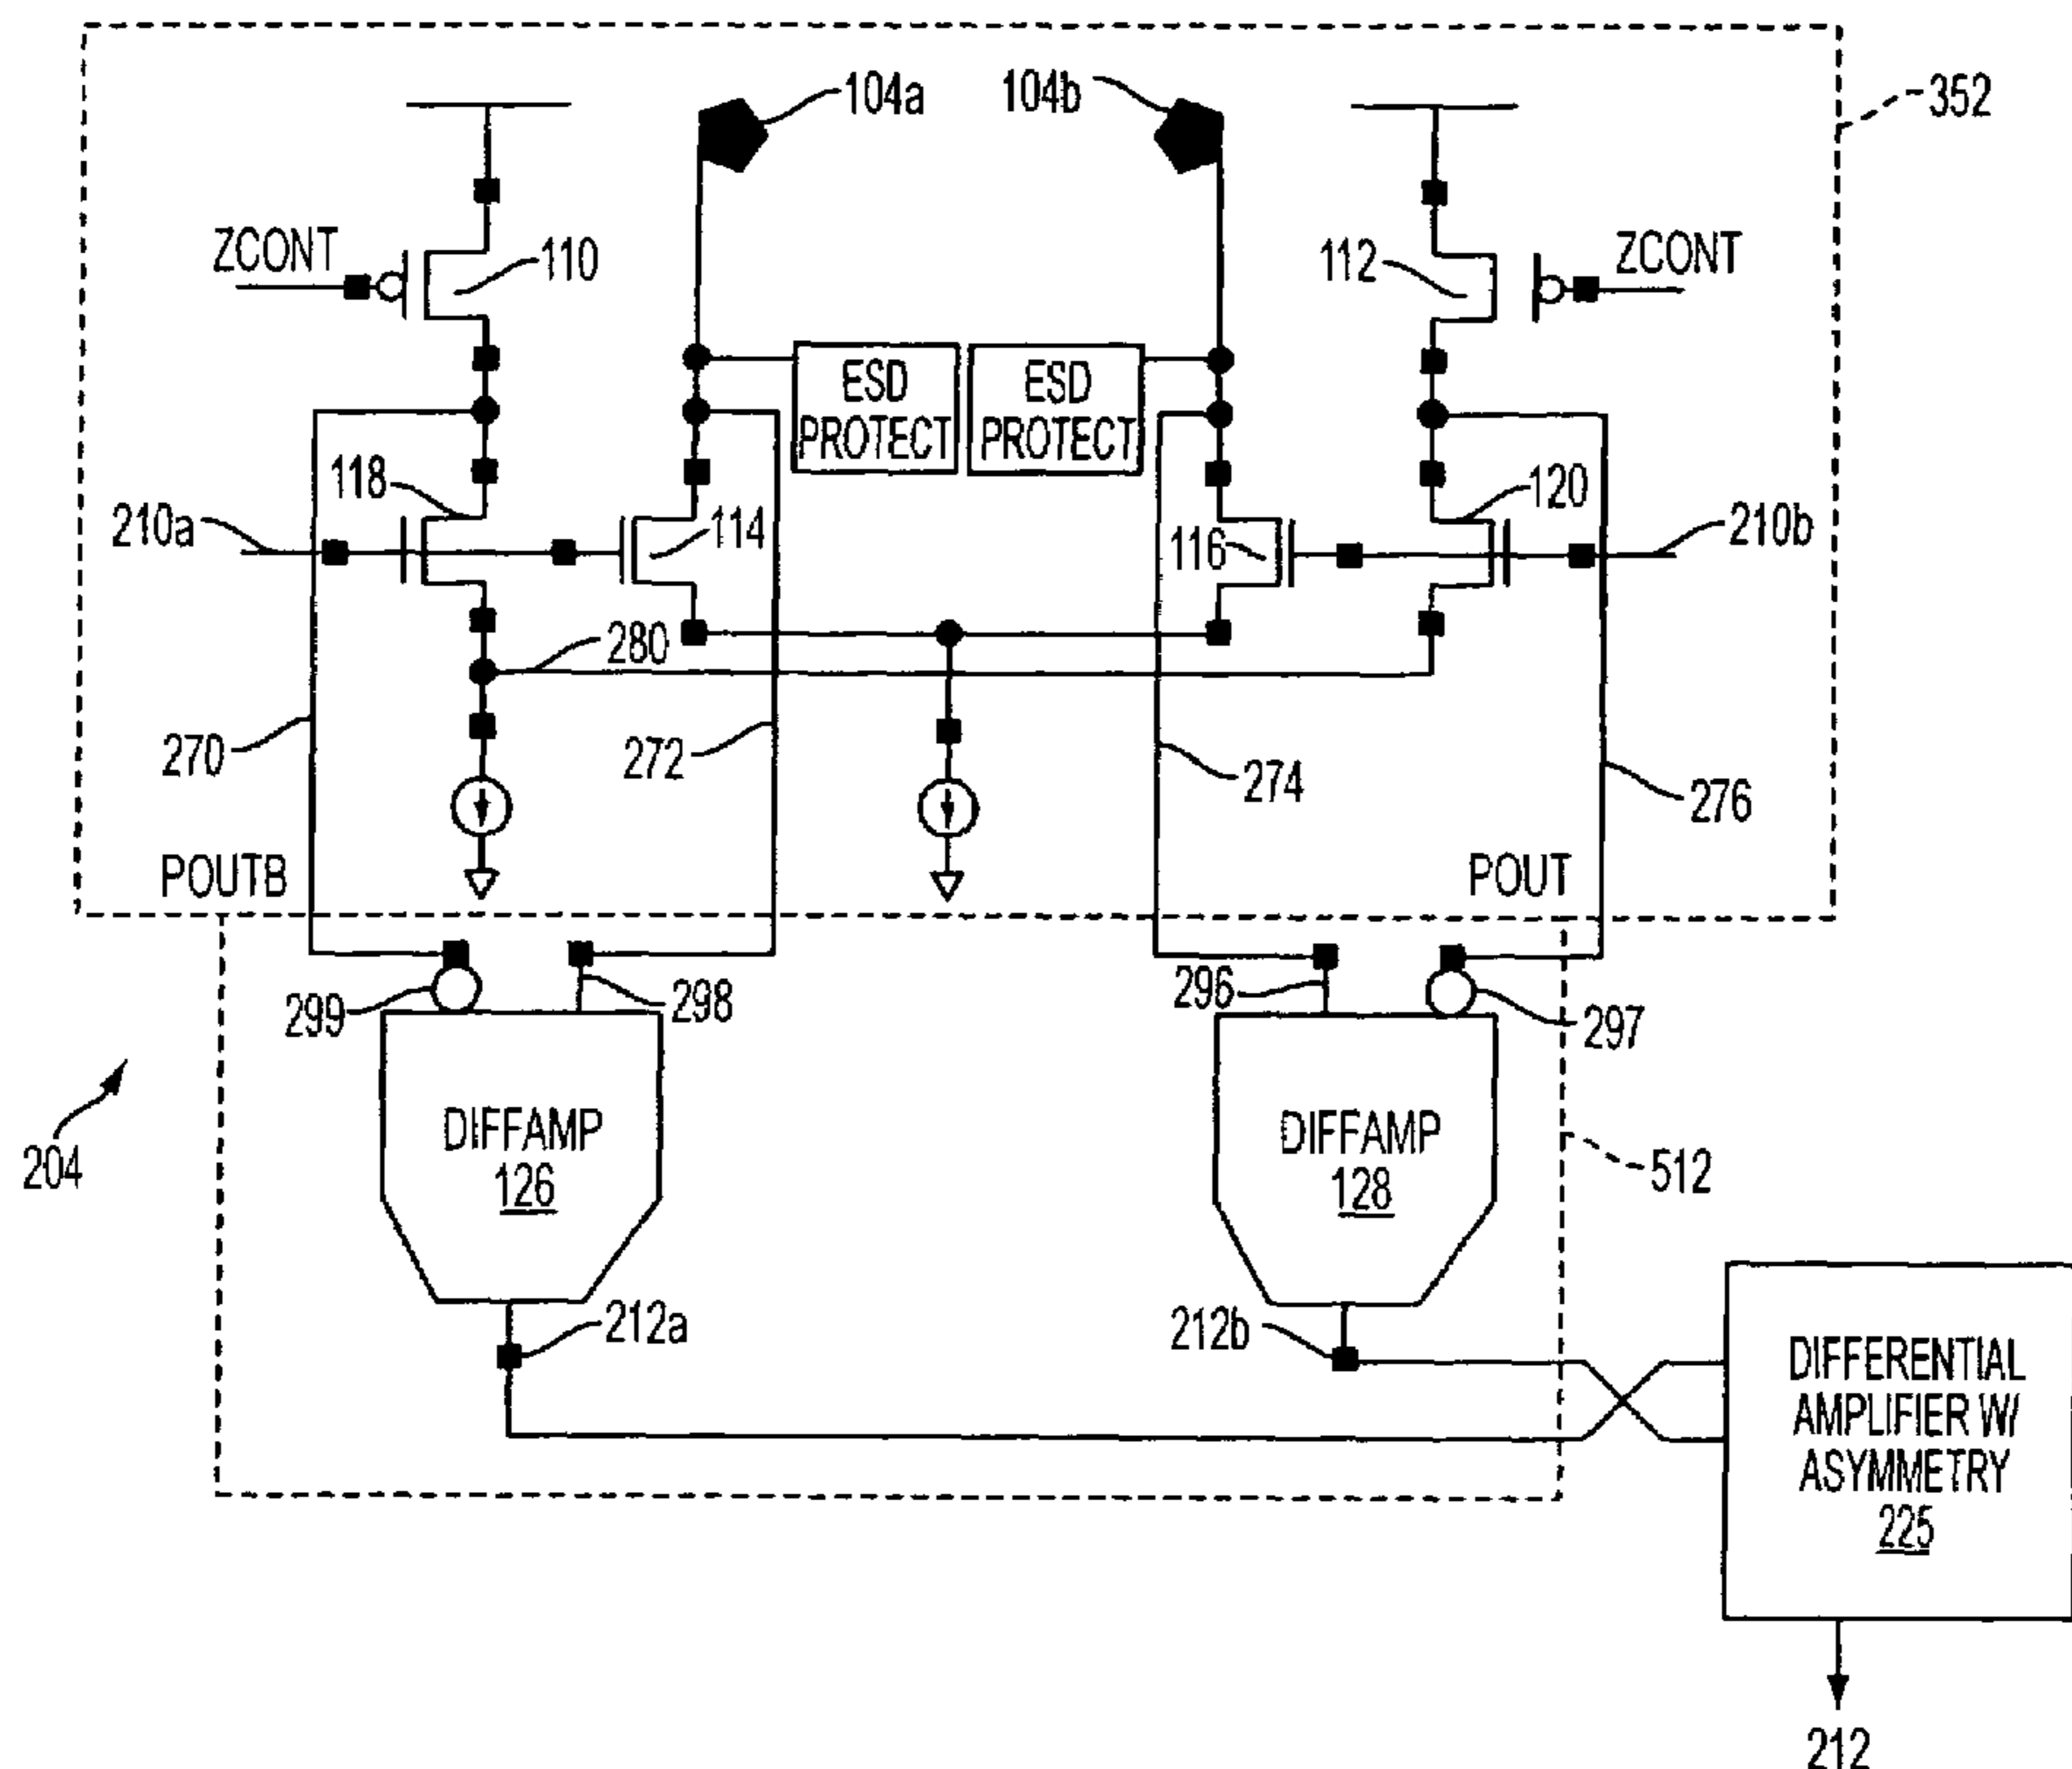 104a
104b
352
ZCONT
110
112
ZCONT
ESD
PROTECT
ESD
PROTECT
118
210a
114
116
120
210b
280
270
272
274
276
POUTB
POUT
299
298
296
297
DIFFAMP
126
DIFFAMP
128
204
512
212a
212b
DIFFERENTIAL
AMPLIFIER W/
ASYMMETRY
225
212